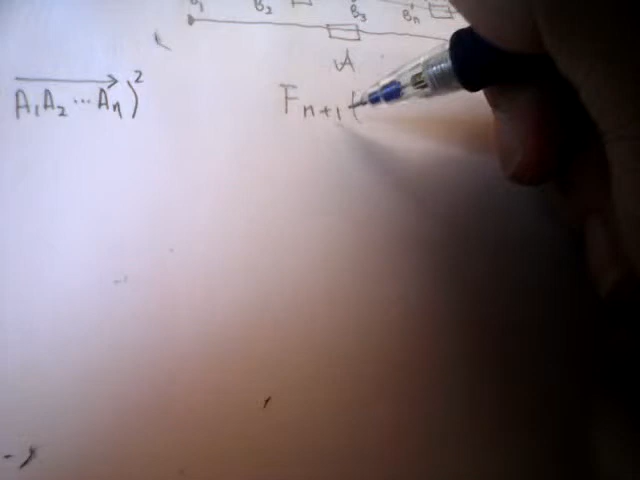 B₂ B₃ Bₙ
A
A₁A₂...Aₙ)²
Fₙ₊₁(